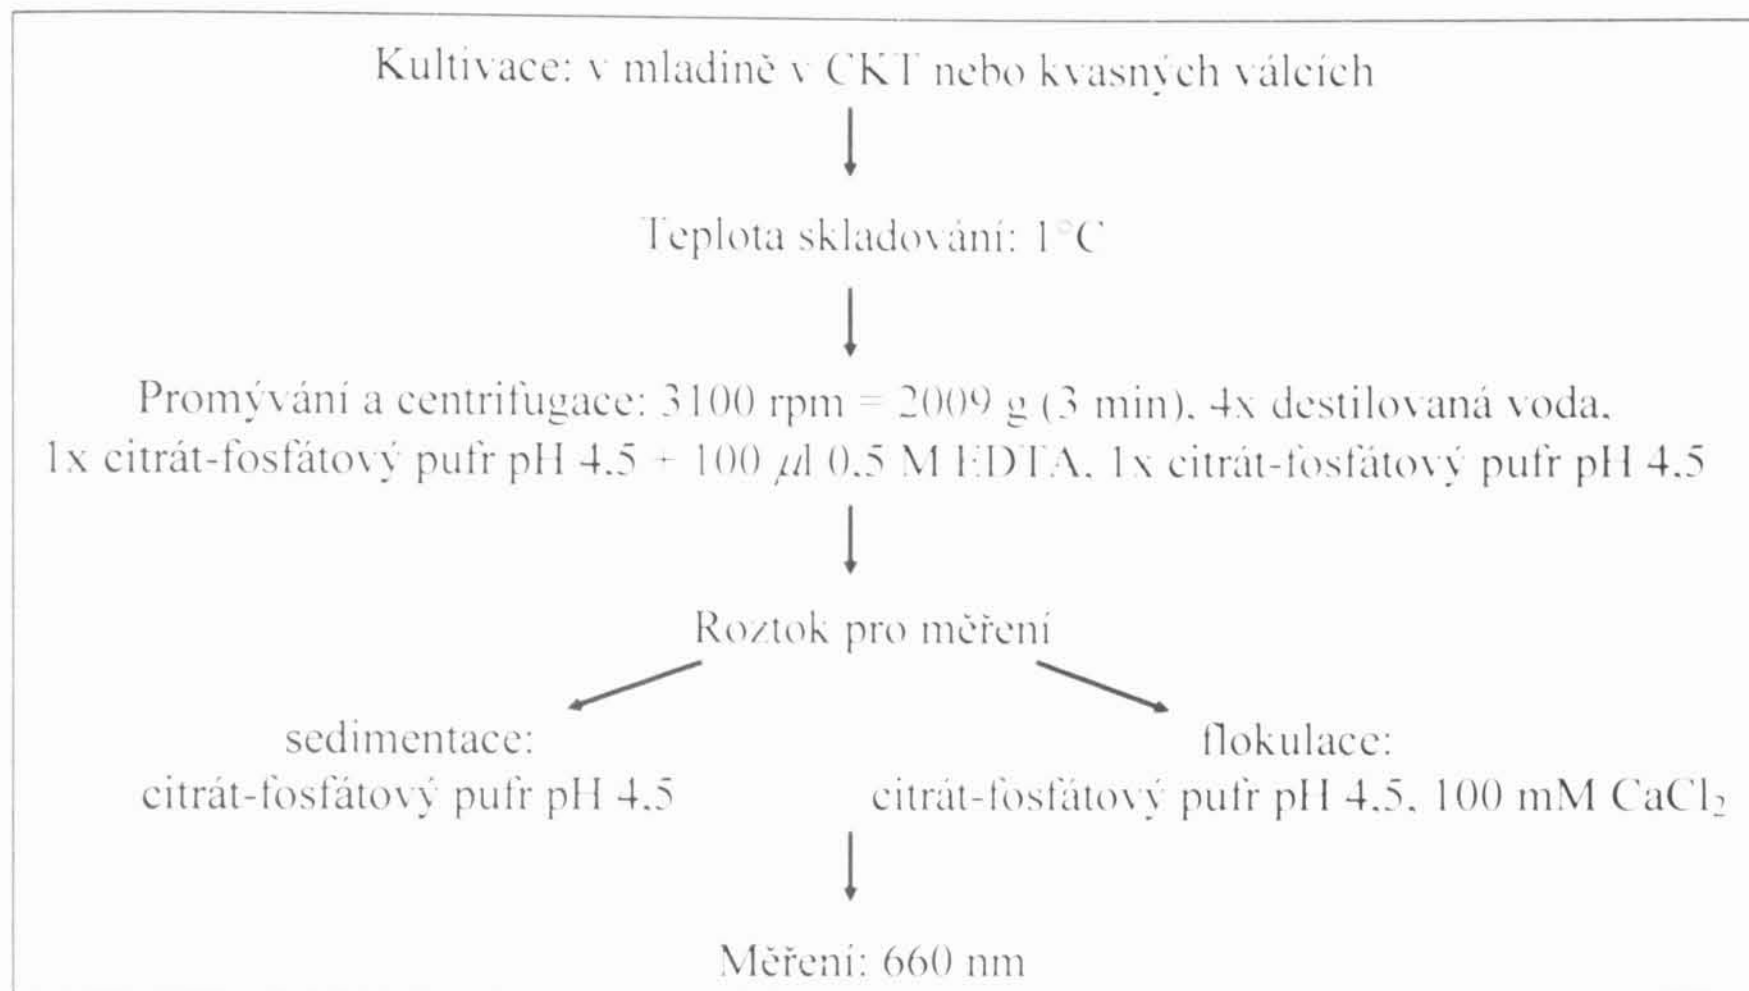 Kultivace: v mladině v CKT nebo kvasných válcích
Teplota skladování: 1°C
Promývání a centrifugace: 3100 rpm = 2009 g (3 min), 4x destilovaná voda,
1x citrát-fosfátový pufr pH 4,5 + 100 µl 0,5 M EDTA, 1x citrát-fosfátový pufr pH 4,5
Roztok pro měření
sedimentace:
citrát-fosfátový pufr pH 4,5
flokulace:
citrát-fosfátový pufr pH 4,5, 100 mM CaCl₂
Měření: 660 nm